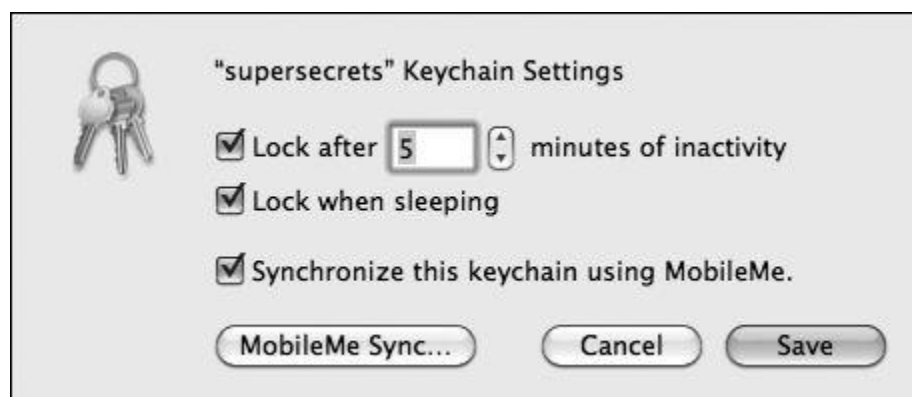 “supersecrets” Keychain Settings
Lock after 5 minutes of inactivity
Lock when sleeping
Synchronize this keychain using MobileMe.
MobileMe Sync... Cancel Save